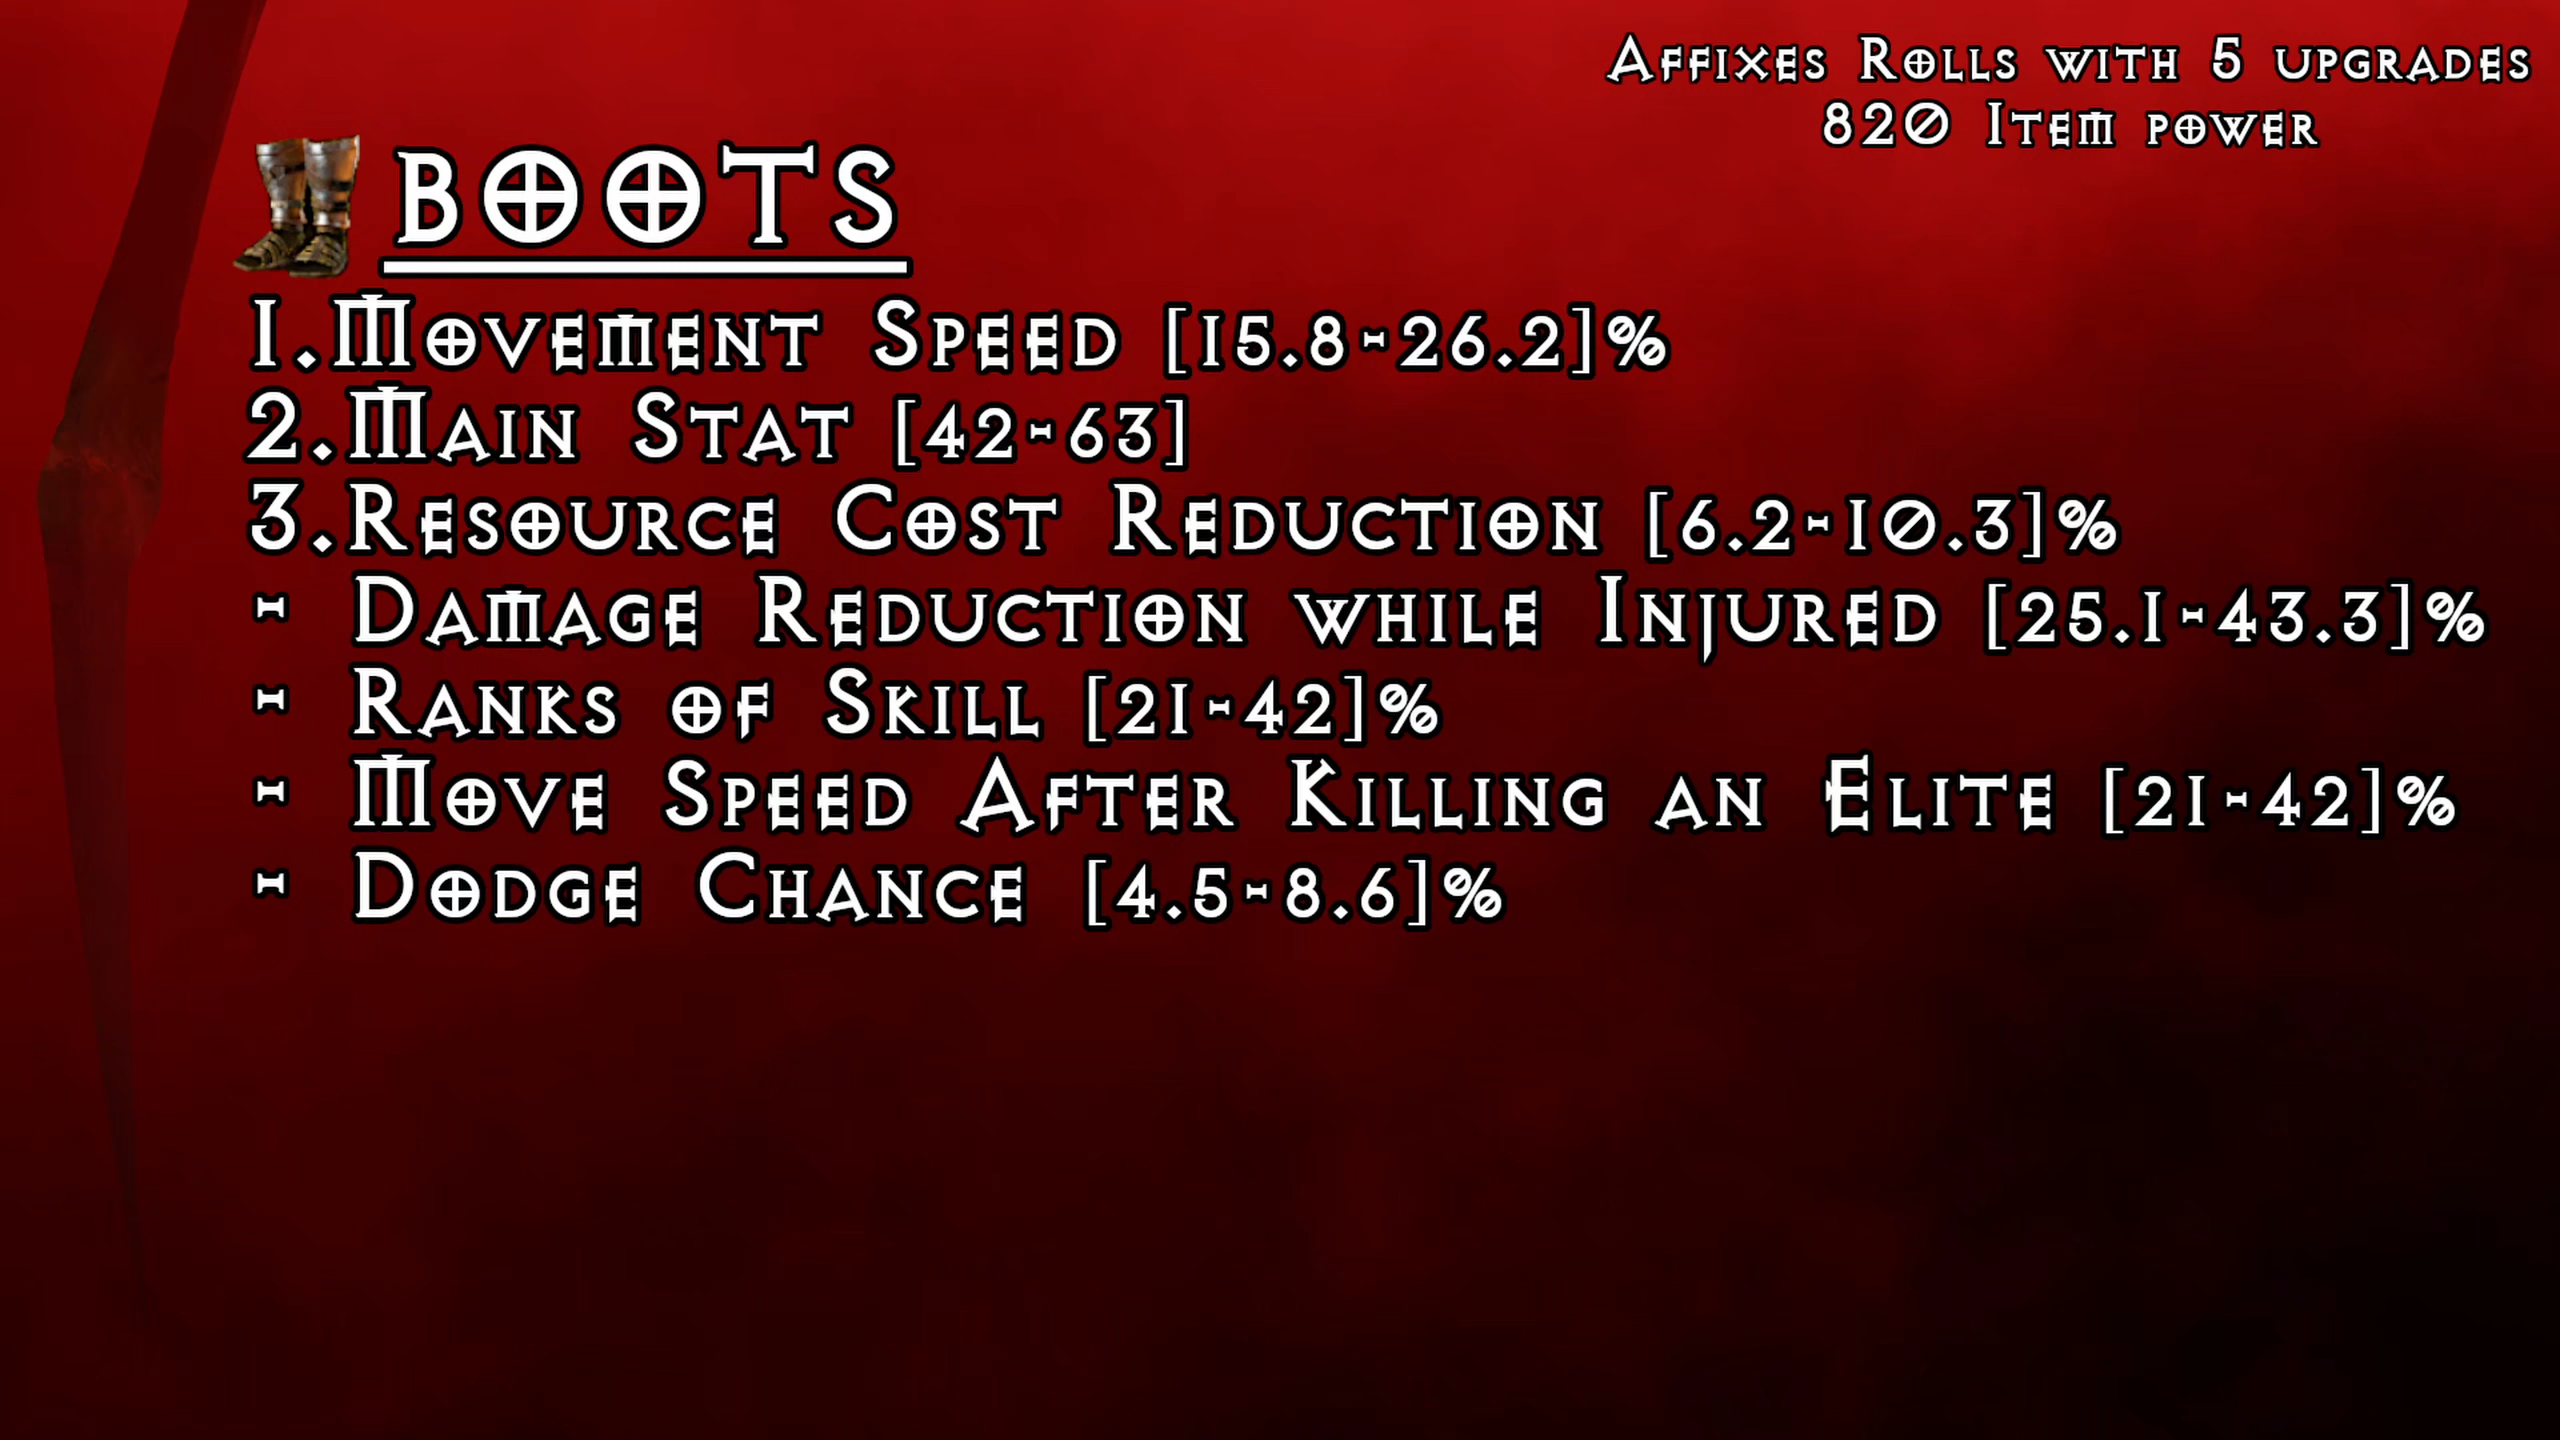 Affixes Rolls with 5 upgrades
820 Item power
BOOTS
1.Movement Speed [15.8-26.2]%
2.Main Stat [42-63]
3.Resource Cost Reduction [6.2-10.3]%
- Damage Reduction while Injured [25.1-43.3]%
- Ranks of Skill [21-42]%
- Move Speed After Killing an Elite [21-42]%
- Dodge Chance [4.5-8.6]%